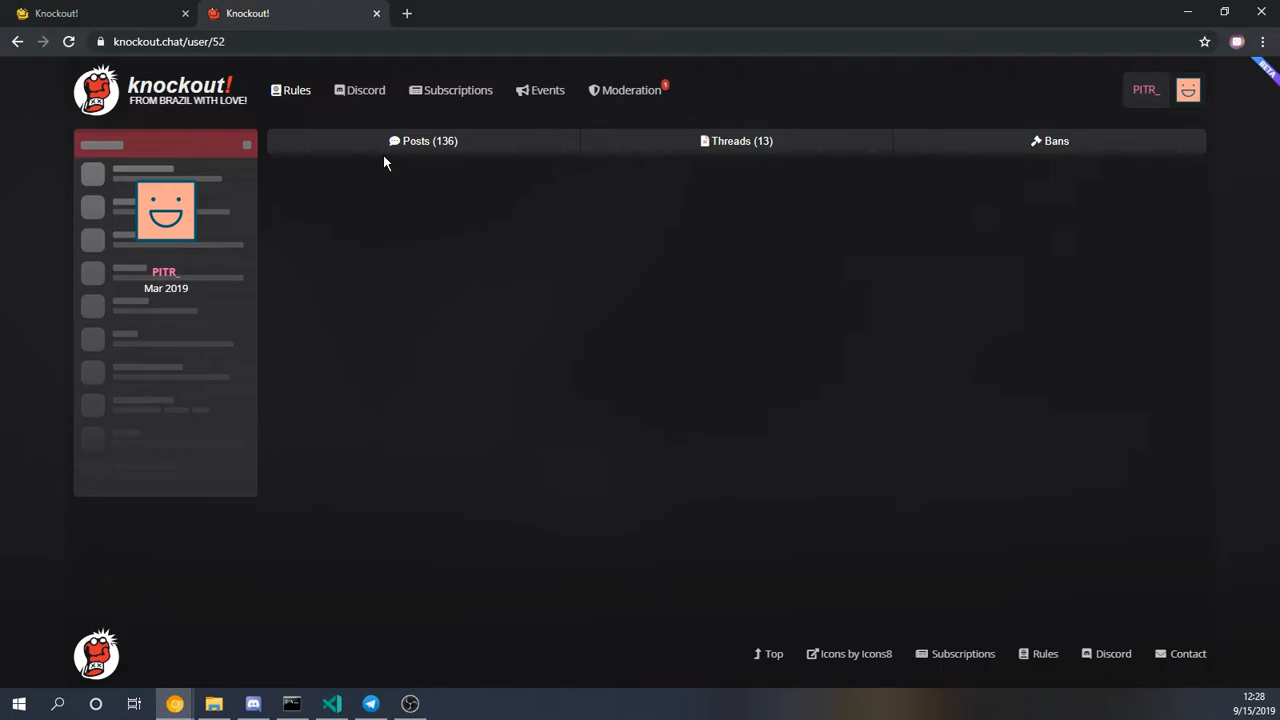 Knockout!
Knockout!
knockout.chat/user/52
BETA
knockout!
FROM BRAZIL WITH LOVE!
Rules
Discord
Subscriptions
Events
Moderation
1
PITR_
Posts (136)
Threads (13)
Bans
PITR_
Mar 2019
Top
Icons by Icons8
Subscriptions
Rules
Discord
Contact
12:28
9/15/2019